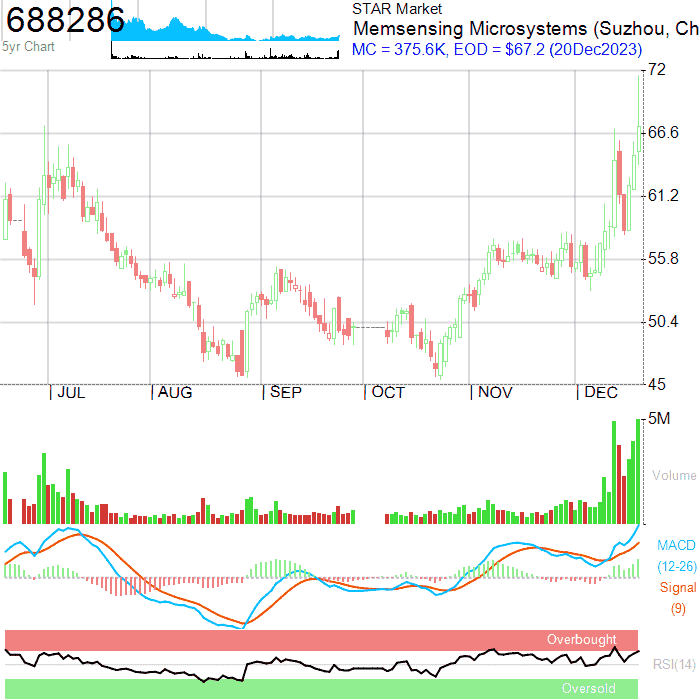 688286
STAR Market
Memsensing Microsystems (Suzhou, Ch
5yr Chart
MC = 375.6K, EOD = $67.2 (20Dec2023)
72
66.6
61.2
55.8
50.4
45
JUL AUG SEP OCT NOV DEC
5M
Volume
MACD
(12-26)
Signal
(9)
Overbought
RSI(14)
Oversold